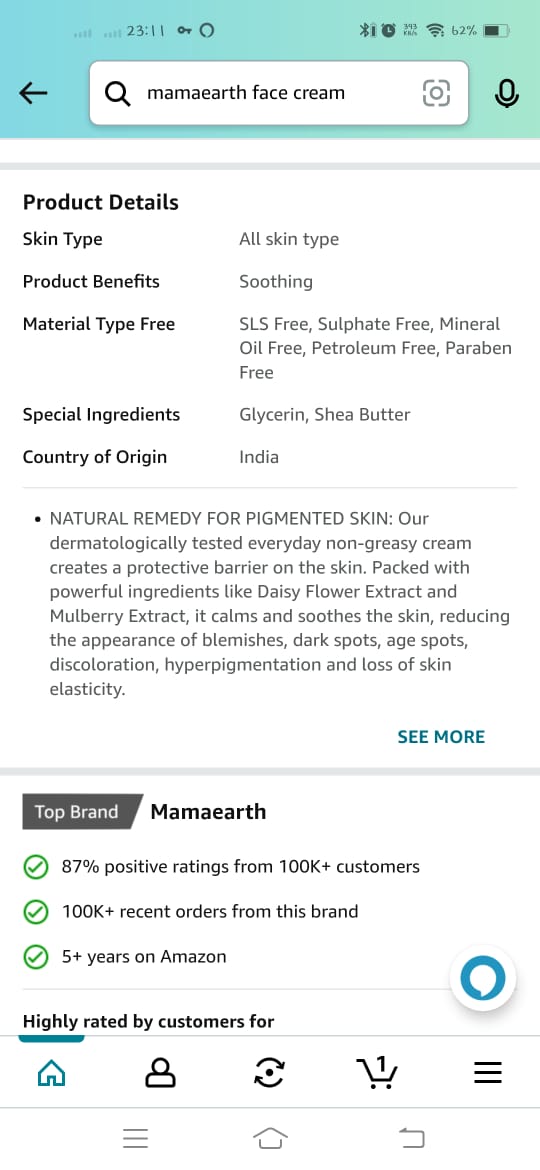 23:11
393
KB/s
62%
mamaearth face cream
Product Details
Skin Type All skin type
Product Benefits Soothing
Material Type Free SLS Free, Sulphate Free, Mineral
Oil Free, Petroleum Free, Paraben
Free
Special Ingredients Glycerin, Shea Butter
Country of Origin India
• NATURAL REMEDY FOR PIGMENTED SKIN: Our
dermatologically tested everyday non-greasy cream
creates a protective barrier on the skin. Packed with
powerful ingredients like Daisy Flower Extract and
Mulberry Extract, it calms and soothes the skin, reducing
the appearance of blemishes, dark spots, age spots,
discoloration, hyperpigmentation and loss of skin
elasticity.
SEE MORE
Top Brand Mamaearth
87% positive ratings from 100K+ customers
100K+ recent orders from this brand
5+ years on Amazon
Highly rated by customers for
1